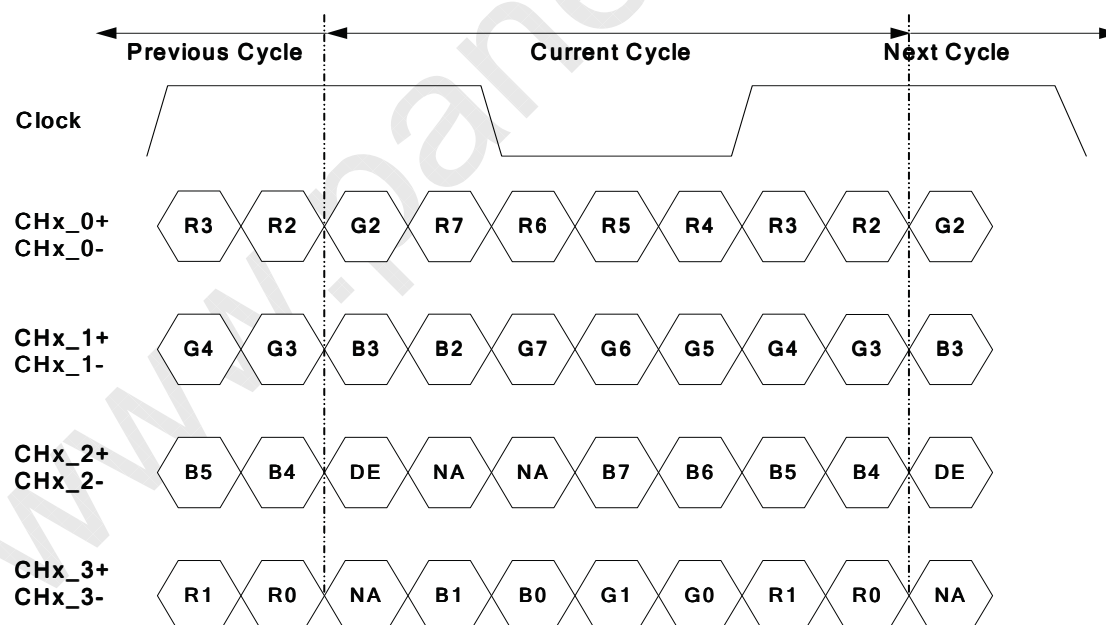 Previous Cycle Current Cycle Next Cycle
Clock
CHx_0+
CHx_0-
R3 R2 G2 R7 R6 R5 R4 R3 R2 G2
CHx_1+
CHx_1-
G4 G3 B3 B2 G7 G6 G5 G4 G3 B3
CHx_2+
CHx_2-
B5 B4 DE NA NA B7 B6 B5 B4 DE
CHx_3+
CHx_3-
R1 R0 NA B1 B0 G1 G0 R1 R0 NA
www.pane